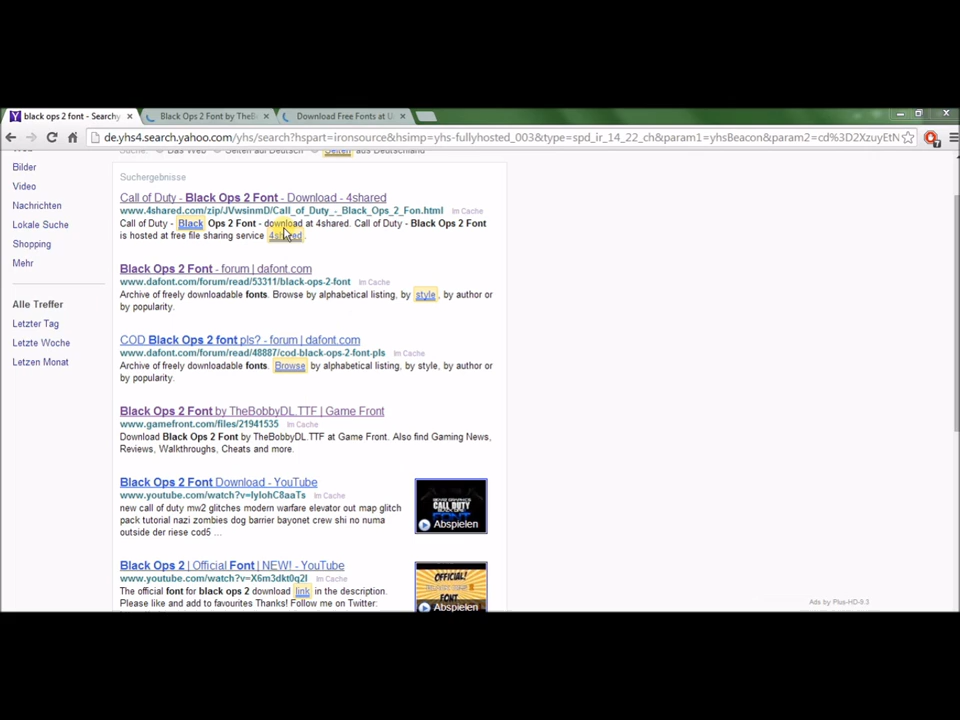 black ops 2 font - Searchy
Black Ops 2 Font by TheBo
Download Free Fonts at U
de.yhs4.search.yahoo.com/yhs/search?hspart=ironsource&hsimp=yhs-fullyhosted_003&type=spd_ir_14_22_ch&param1=yhsBeacon&param2=cd%3D2XzuyEtN
Suche: Das Web Seiten auf Deutsch Seiten aus Deutschland
Bilder
Video
Nachrichten
Lokale Suche
Shopping
Mehr
Alle Treffer
Letzter Tag
Letzte Woche
Letzen Monat
Suchergebnisse
Call of Duty - Black Ops 2 Font - Download - 4shared
www.4shared.com/zip/JVwsinmD/Call_of_Duty_-_Black_Ops_2_Fon.html Im Cache
Call of Duty - Black Ops 2 Font - download at 4shared. Call of Duty - Black Ops 2 Font
is hosted at free file sharing service 4shared.
Black Ops 2 Font - forum | dafont.com
www.dafont.com/forum/read/53311/black-ops-2-font Im Cache
Archive of freely downloadable fonts. Browse by alphabetical listing, by style, by author or
by popularity.
COD Black Ops 2 font pls? - forum | dafont.com
www.dafont.com/forum/read/48887/cod-black-ops-2-font-pls Im Cache
Archive of freely downloadable fonts. Browse by alphabetical listing, by style, by author or
by popularity.
Black Ops 2 Font by TheBobbyDL.TTF | Game Front
www.gamefront.com/files/21941535 Im Cache
Download Black Ops 2 Font by TheBobbyDL.TTF at Game Front. Also find Gaming News,
Reviews, Walkthroughs, Cheats and more.
Black Ops 2 Font Download - YouTube
www.youtube.com/watch?v=IyIohC8aaTs Im Cache
new call of duty mw2 glitches modern warfare elevator out map glitch
pack tutorial nazi zombies dog barrier bayonet crew shi no numa
outside der riese cod5 ...
CALL DUTY
Abspielen
Black Ops 2 | Official Font | NEW! - YouTube
www.youtube.com/watch?v=X6m3dkt0q2I Im Cache
The official font for black ops 2 download link in the description.
Please like and add to favourites Thanks! Follow me on Twitter:
OFFICIAL!
FONT
Abspielen
Ads by Plus-HD-9.3